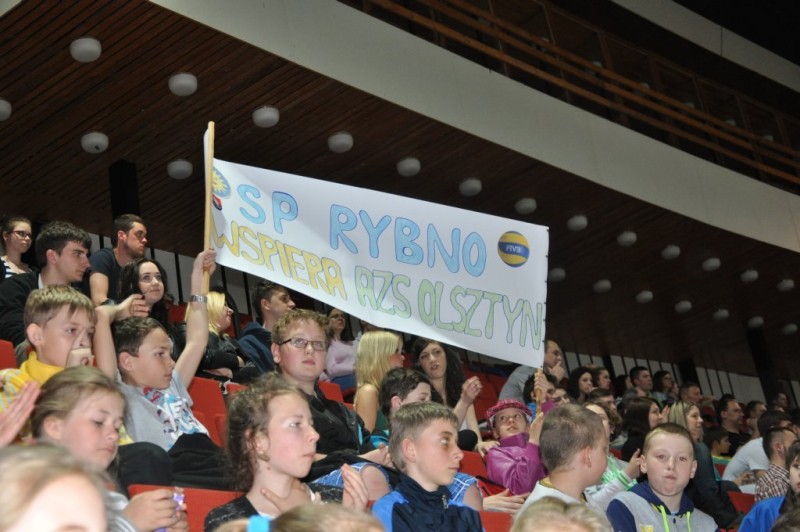 SP RYBNO
WSPIERA AZS OLSZTYN!